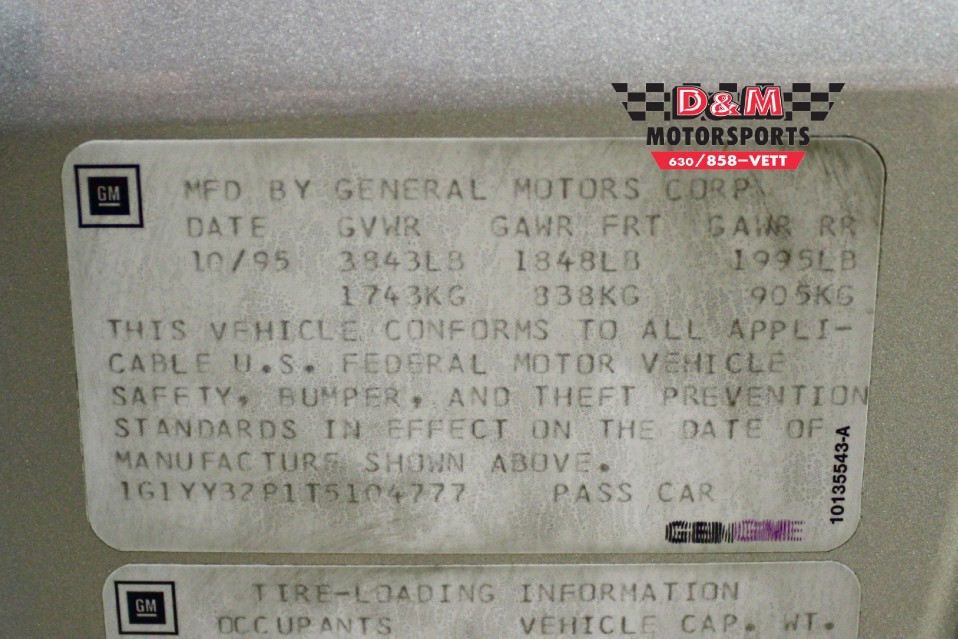 D&M
MOTORSPORTS
630/858-VETT
GM
MFD BY GENERAL MOTORS CORP
DATE GVWR GAWR FRT GAWR RR
10/95 3843LB 1848LB 1995LB
1743KG 838KG 905KG
THIS VEHICLE CONFORMS TO ALL APPLI-
CABLE U.S. FEDERAL MOTOR VEHICLE
SAFETY, BUMPER, AND THEFT PREVENTION
STANDARDS IN EFFECT ON THE DATE OF
MANUFACTURE SHOWN ABOVE.
1G1YY32P1T5104777 PASS CAR
10135543-A
GM
TIRE-LOADING INFORMATION
OCCUPANTS VEHICLE CAP. WT.